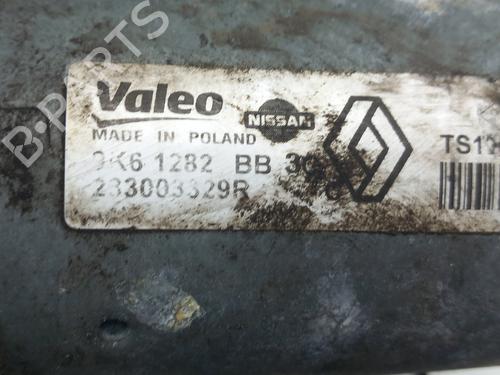 Valeo
NISSAN
MADE IN POLAND
1282 BB
233003329R
B-PARTS